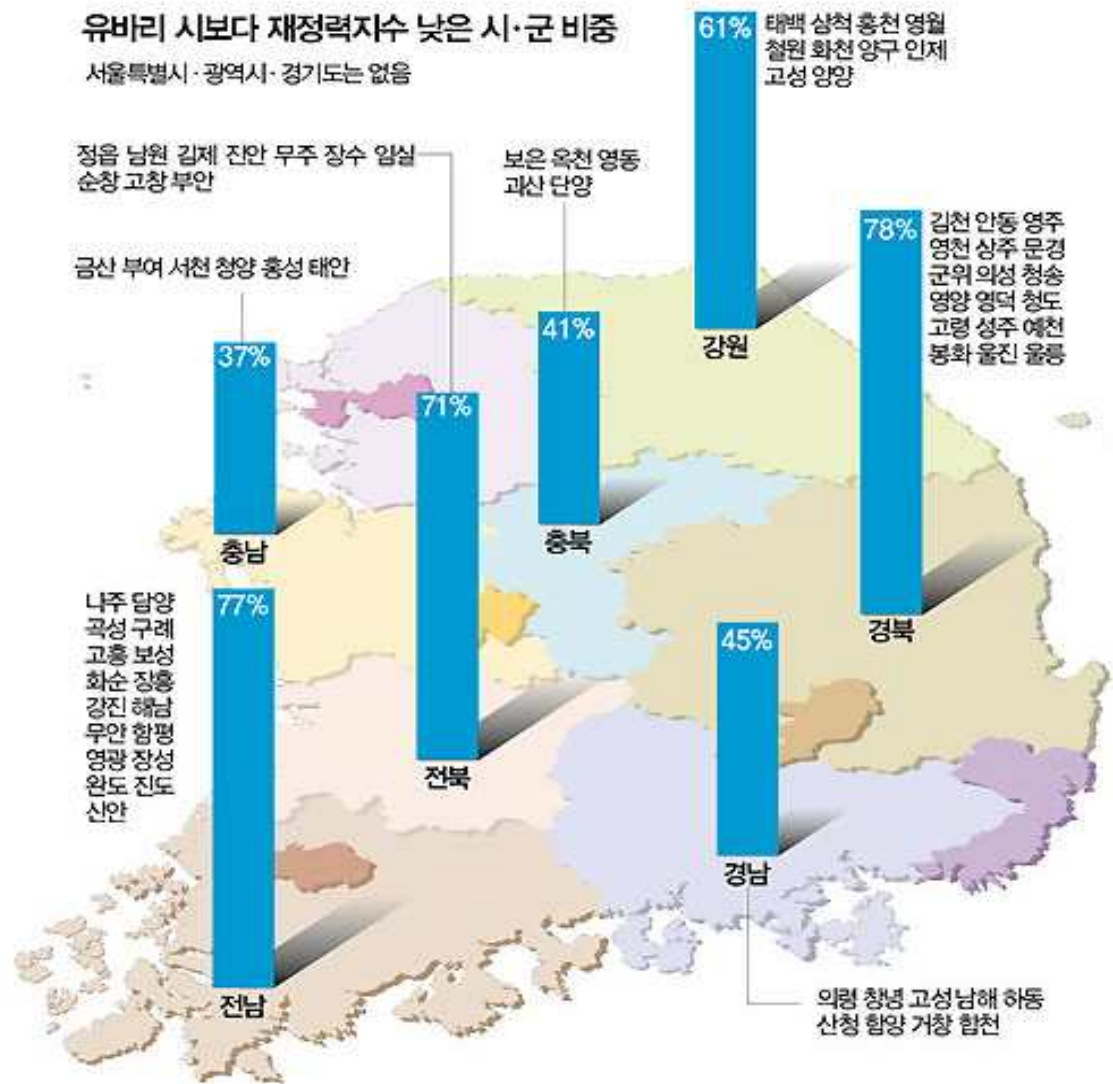 유바리 시보다 재정력지수 낮은 시·군 비중
서울특별시·광역시·경기도는 없음
61%
태백 삼척 홍천 영월
철원 화천 양구 인제
고성 양양
강원
정읍 남원 김제 진안 무주 장수 임실
순창 고창 부안
71%
전북
보은 옥천 영동
괴산 단양
41%
충북
78%
김천 안동 영주
영천 상주 문경
군위 의성 청송
영양 영덕 청도
고령 성주 예천
봉화 울진 울릉
경북
금산 부여 서천 청양 홍성 태안
37%
충남
나주 담양
곡성 구례
고흥 보성
화순 장흥
강진 해남
무안 함평
영광 장성
완도 진도
신안
77%
전남
45%
경남
의령 창녕 고성 남해 하동
산청 함양 거창 합천